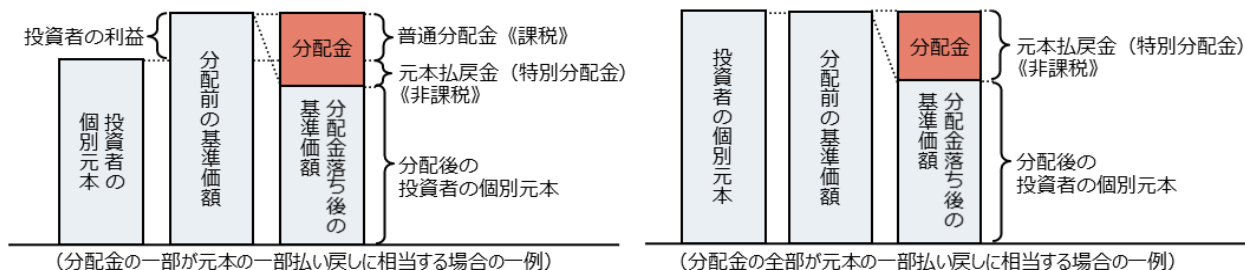 投資者の利益
投資者の
個別元本
分配前の基準価額
分配金
分配金落ち後の
基準価額
普通分配金《課税》
元本払戻金（特別分配金）
《非課税》
分配後の
投資者の個別元本
（分配金の一部が元本の一部払い戻しに相当する場合の一例）
投資者の個別元本
分配前の基準価額
分配金
分配金落ち後の
基準価額
元本払戻金（特別分配金）
《非課税》
分配後の
投資者の個別元本
（分配金の全部が元本の一部払い戻しに相当する場合の一例）